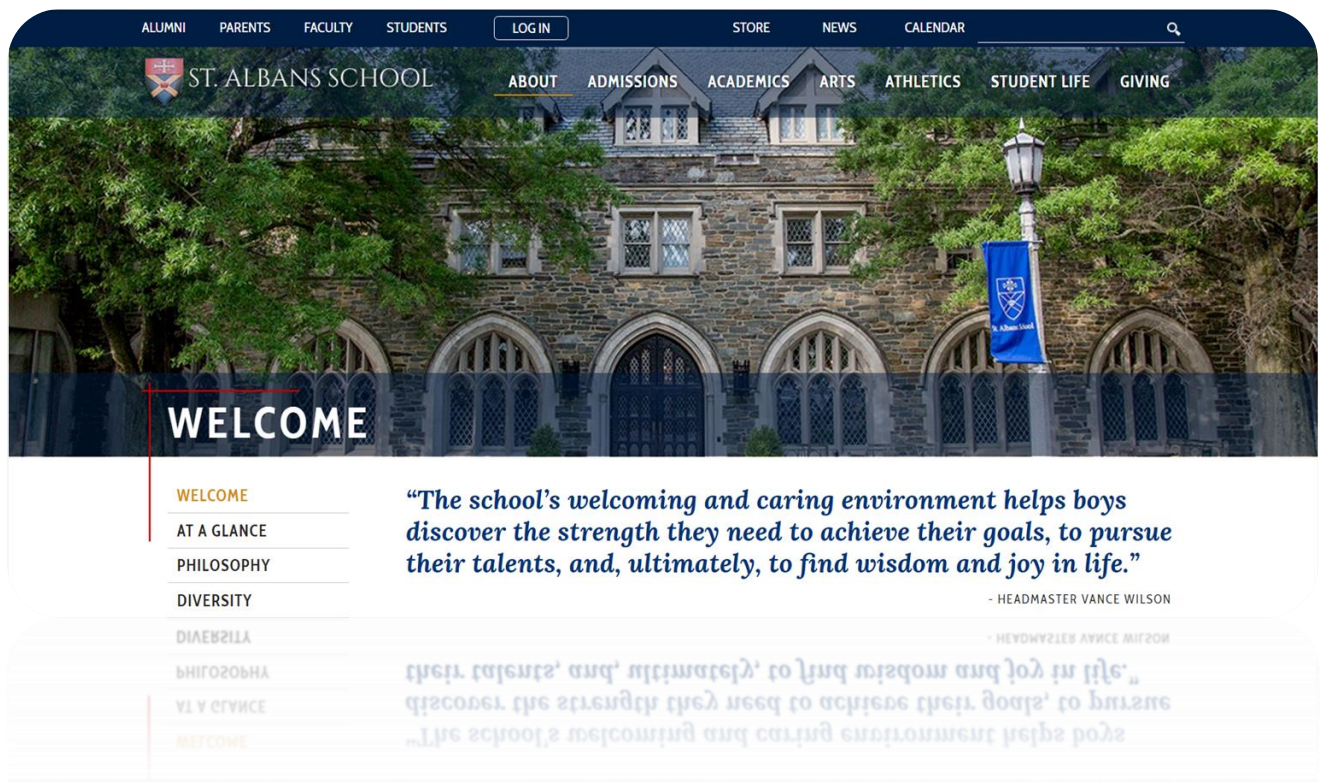 ALUMNI PARENTS FACULTY STUDENTS LOG IN STORE NEWS CALENDAR
ST. ALBANS SCHOOL
ABOUT ADMISSIONS ACADEMICS ARTS ATHLETICS STUDENT LIFE GIVING
St. Albans School
WELCOME
WELCOME
AT A GLANCE
PHILOSOPHY
DIVERSITY
“The school’s welcoming and caring environment helps boys
discover the strength they need to achieve their goals, to pursue
their talents, and, ultimately, to find wisdom and joy in life.”
- HEADMASTER VANCE WILSON